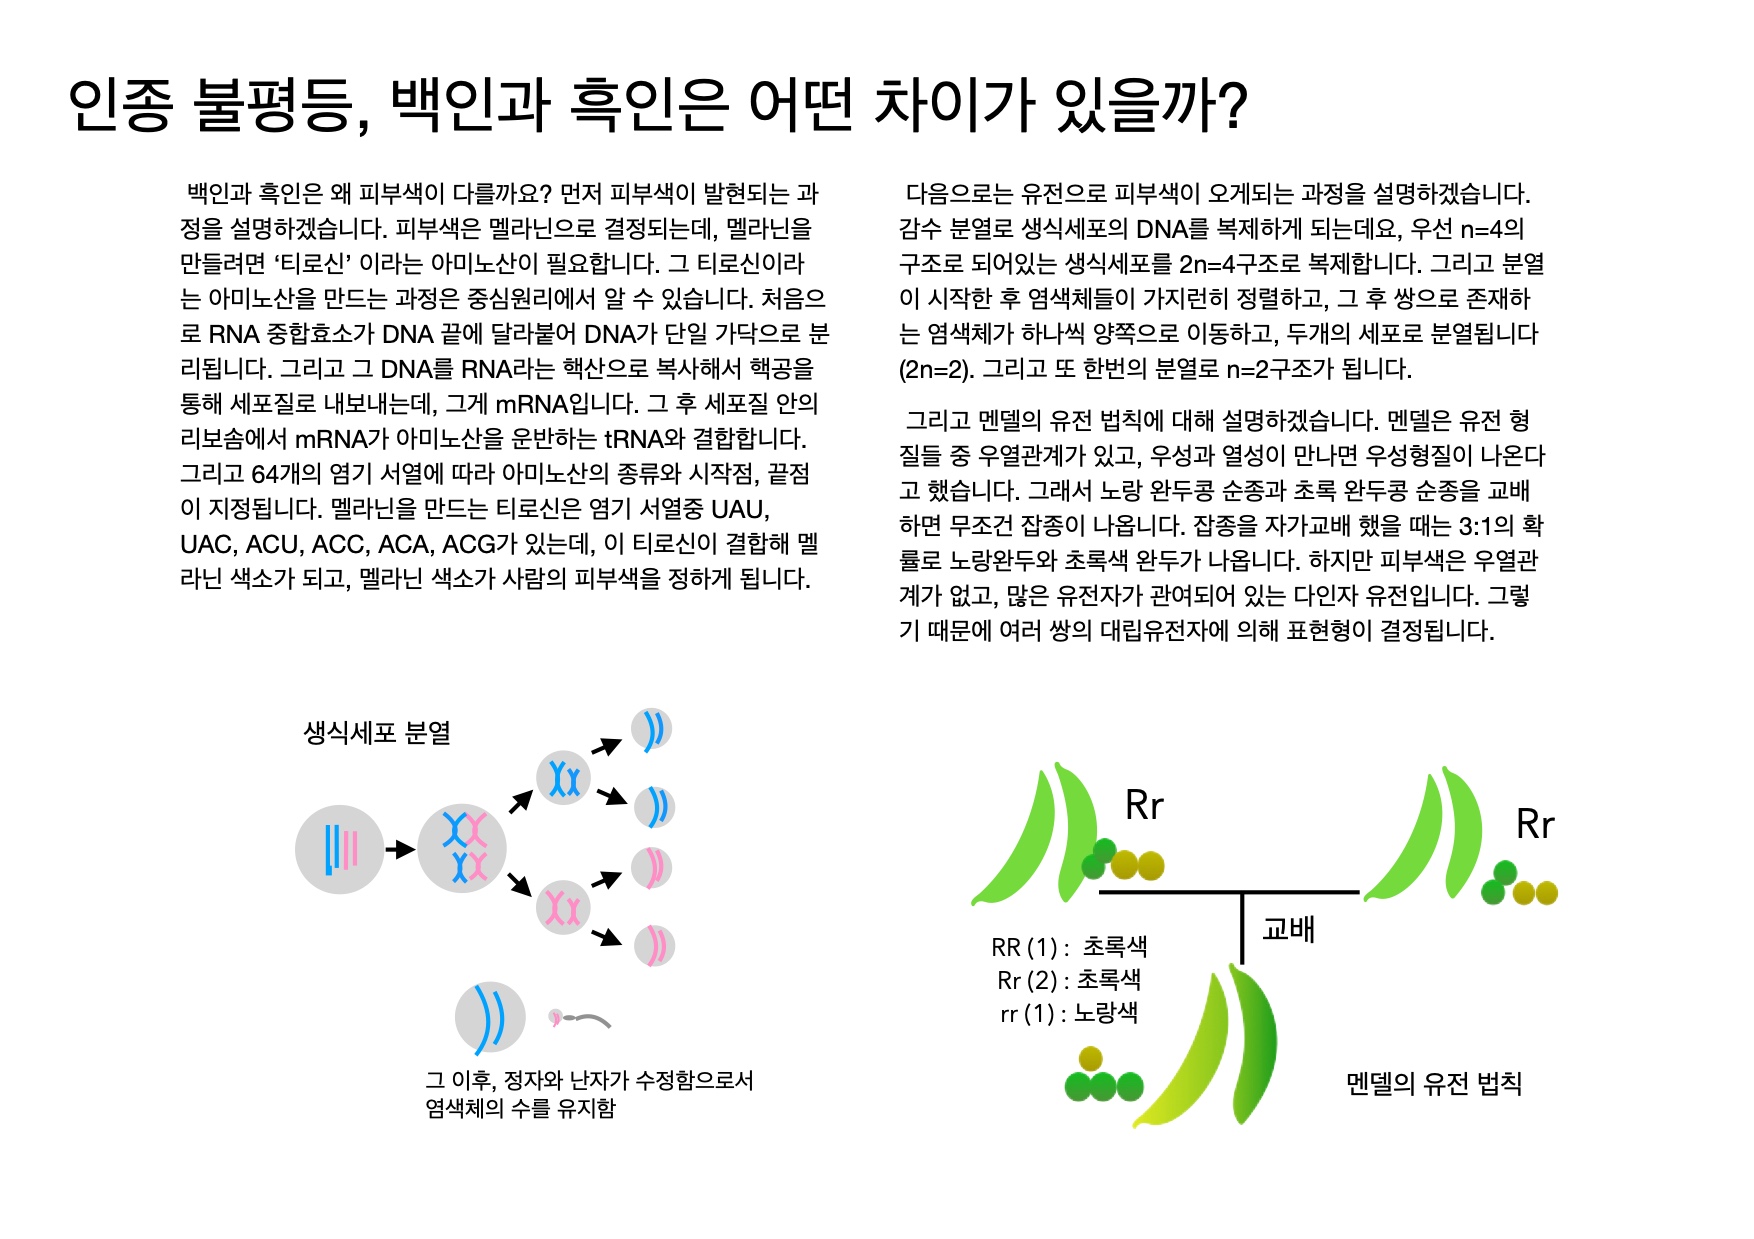 인종 불평등, 백인과 흑인은 어떤 차이가 있을까?
백인과 흑인은 왜 피부색이 다를까요? 먼저 피부색이 발현되는 과
정을 설명하겠습니다. 피부색은 멜라닌으로 결정되는데, 멜라닌을
만들려면 ‘티로신’ 이라는 아미노산이 필요합니다. 그 티로신이라
는 아미노산을 만드는 과정은 중심원리에서 알 수 있습니다. 처음으
로 RNA 중합효소가 DNA 끝에 달라붙어 DNA가 단일 가닥으로 분
리됩니다. 그리고 그 DNA를 RNA라는 핵산으로 복사해서 핵공을
통해 세포질로 내보내는데, 그게 mRNA입니다. 그 후 세포질 안의
리보솜에서 mRNA가 아미노산을 운반하는 tRNA와 결합합니다.
그리고 64개의 염기 서열에 따라 아미노산의 종류와 시작점, 끝점
이 지정됩니다. 멜라닌을 만드는 티로신은 염기 서열중 UAU,
UAC, ACU, ACC, ACA, ACG가 있는데, 이 티로신이 결합해 멜
라닌 색소가 되고, 멜라닌 색소가 사람의 피부색을 정하게 됩니다.
다음으로는 유전으로 피부색이 오게되는 과정을 설명하겠습니다.
감수 분열로 생식세포의 DNA를 복제하게 되는데요, 우선 n=4의
구조로 되어있는 생식세포를 2n=4구조로 복제합니다. 그리고 분열
이 시작한 후 염색체들이 가지런히 정렬하고, 그 후 쌍으로 존재하
는 염색체가 하나씩 양쪽으로 이동하고, 두개의 세포로 분열됩니다
(2n=2). 그리고 또 한번의 분열로 n=2구조가 됩니다.
그리고 멘델의 유전 법칙에 대해 설명하겠습니다. 멘델은 유전 형
질들 중 우열관계가 있고, 우성과 열성이 만나면 우성형질이 나온다
고 했습니다. 그래서 노랑 완두콩 순종과 초록 완두콩 순종을 교배
하면 무조건 잡종이 나옵니다. 잡종을 자가교배 했을 때는 3:1의 확
률로 노랑완두와 초록색 완두가 나옵니다. 하지만 피부색은 우열관
계가 없고, 많은 유전자가 관여되어 있는 다인자 유전입니다. 그렇
기 때문에 여러 쌍의 대립유전자에 의해 표현형이 결정됩니다.
생식세포 분열
그 이후, 정자와 난자가 수정함으로서
염색체의 수를 유지함
Rr
Rr
교배
RR (1) : 초록색
Rr (2) : 초록색
rr (1) : 노랑색
멘델의 유전 법칙